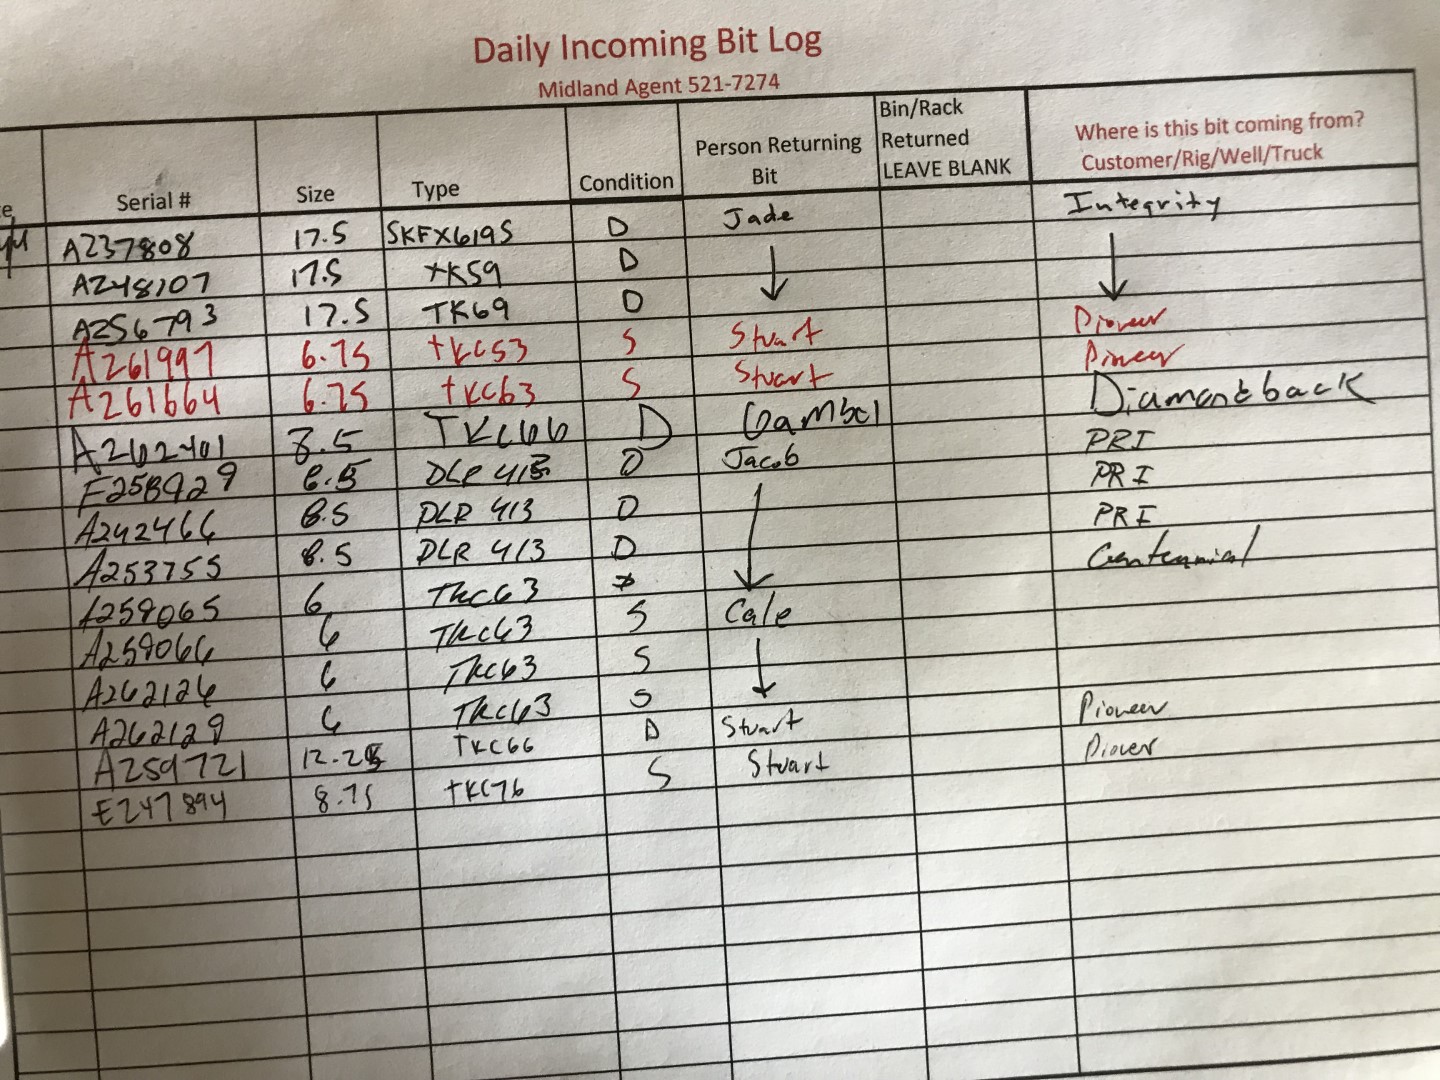 Daily Incoming Bit Log
Midland Agent 521-7274
Serial # Size Type Condition Person Returning Bit Bin/Rack Returned LEAVE BLANK Where is this bit coming from? Customer/Rig/Well/Truck
A237808 17.5 SKFX619S D Jade Integrity
A248107 17.5 TK59 D
A256793 17.5 TK69 D
A261997 6.75 TKC53 S Stuart Pioneer
A261664 6.75 TKC63 S Stuart Pioneer
A262401 8.5 TKC66 D Gambel Diamondback
F258929 8.5 DLR 413 D Jacob PRI
A242466 8.5 DLR 413 D PRI
A253755 8.5 DLR 413 D PRI
A259065 6 TKC63 Centennial
A259066 6 TKC63 S Cale
A262126 6 TKC63 S
A262129 6 TKC63 S
A259721 12.25 TKC66 D Stuart Pioneer
E247894 8.75 TKC76 S Stuart Pioneer